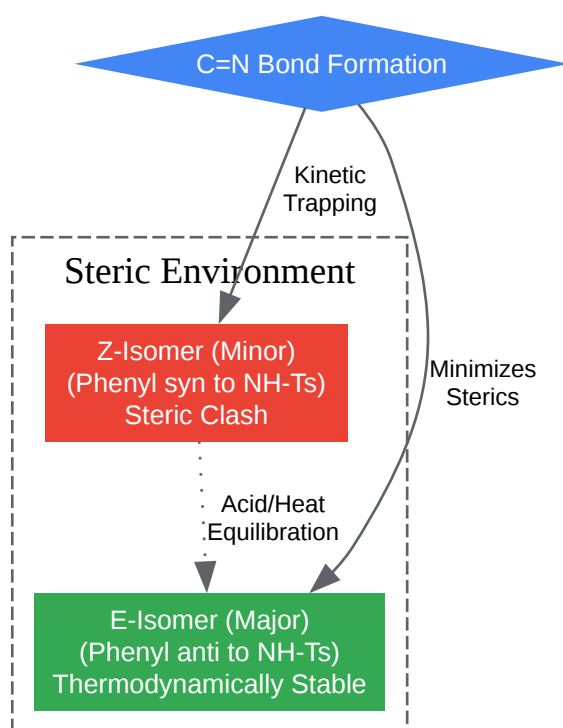 C=N Bond Formation
Kinetic
Trapping
Steric Environment
Z-Isomer (Minor)
(Phenyl syn to NH-Ts)
Steric Clash
Minimizes
Sterics
Acid/Heat
Equilibration
E-Isomer (Major)
(Phenyl anti to NH-Ts)
Thermodynamically Stable